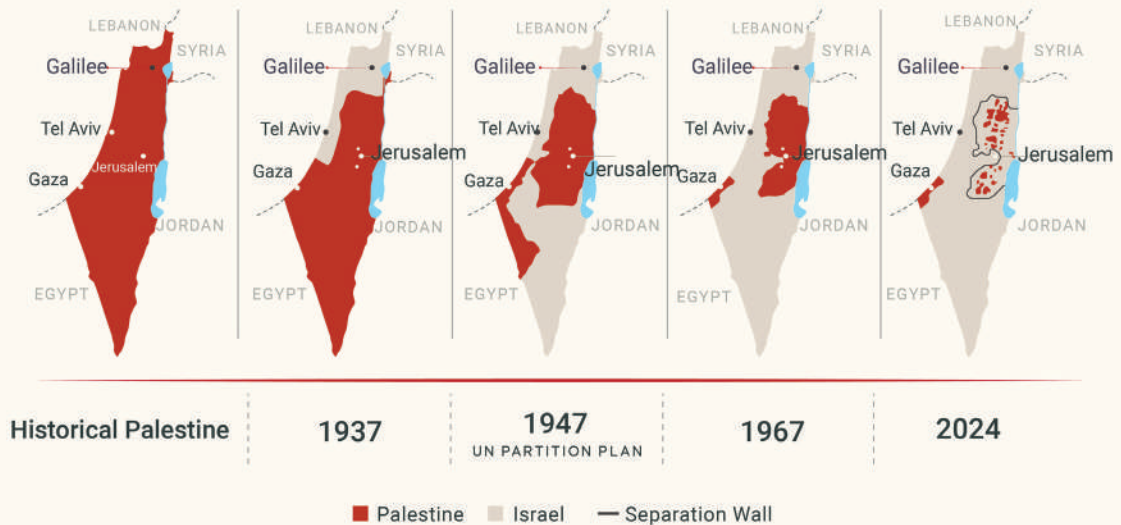 LEBANON
SYRIA
Galilee
Tel Aviv
Jerusalem
Gaza
JORDAN
EGYPT
LEBANON
SYRIA
Galilee
Tel Aviv
Jerusalem
Gaza
JORDAN
EGYPT
LEBANON
SYRIA
Galilee
Tel Aviv
Jerusalem
Gaza
JORDAN
EGYPT
LEBANON
SYRIA
Galilee
Tel Aviv
Jerusalem
Gaza
JORDAN
EGYPT
LEBANON
SYRIA
Galilee
Tel Aviv
Jerusalem
Gaza
JORDAN
EGYPT
Historical Palestine
1937
1947
UN PARTITION PLAN
1967
2024
Palestine
Israel
Separation Wall